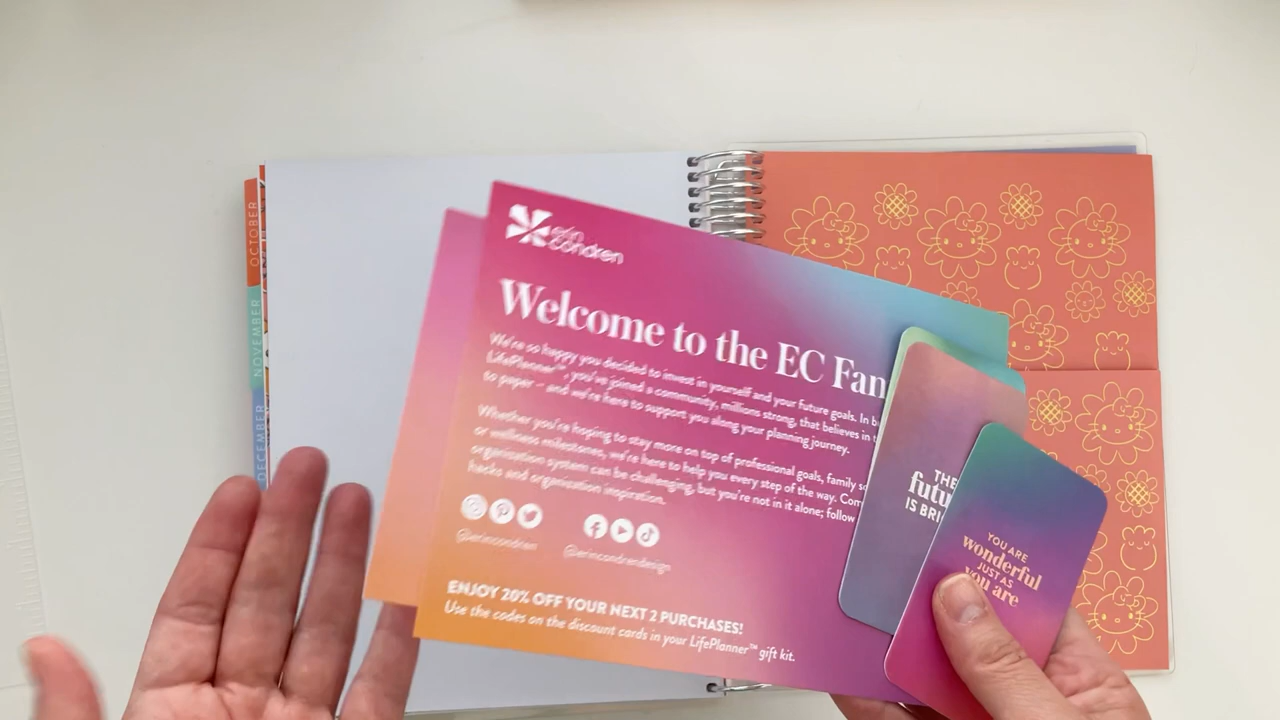 OCTOBER
NOVEMBER
DECEMBER
erin
condren
Welcome to the EC Fam
We're so happy you decided to invest in yourself and your future goals. In
LifePlanner™, you've joined a community, millions strong, that believes in
to paper – and we're here to support you along your planning journey.
Whether you're hoping to stay more on top of professional goals, family
or wellness milestones, we're here to help you every step of the way.
organisation system can be challenging, but you're not in it alone; follow
hacks and organisation inspiration.
@erincondren
@erincondrendesign
ENJOY 20% OFF YOUR NEXT 2 PURCHASES!
Use the codes on the discount cards in your LifePlanner™ gift kit.
THE
IS
YOU ARE
wonderful
JUST AS
you are